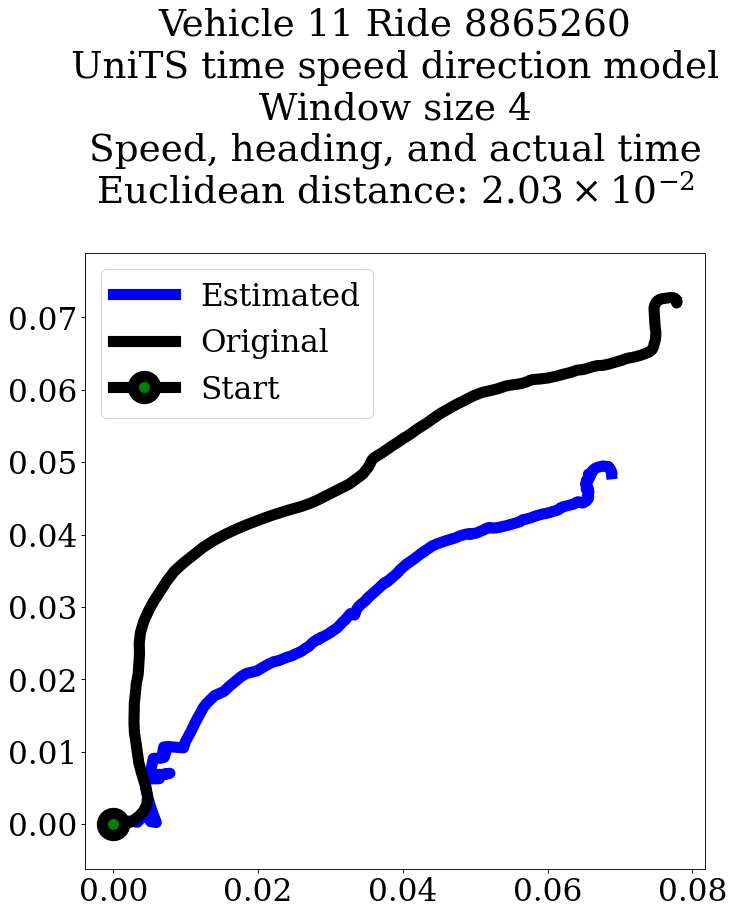 Vehicle 11 Ride 8865260
UniTS time speed direction model
Window size 4
Speed, heading, and actual time
Euclidean distance: 2.03 × 10⁻²
Estimated
Original
Start
0.07
0.06
0.05
0.04
0.03
0.02
0.01
0.00
0.00 0.02 0.04 0.06 0.08